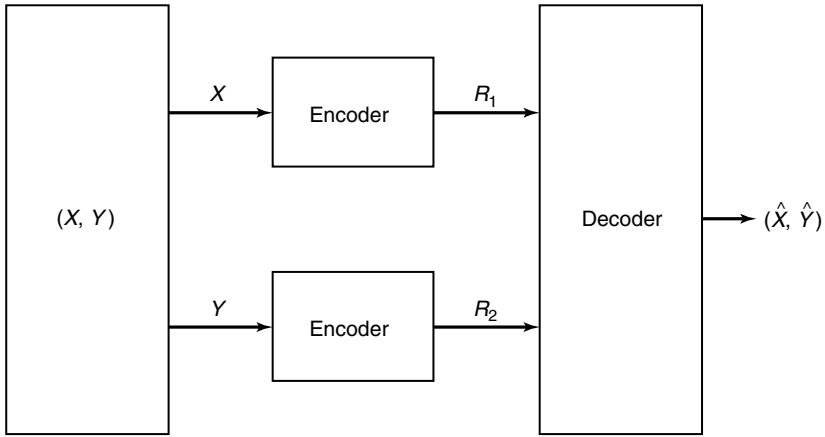 X
R₁
Encoder
(X, Y)
Decoder
(X̂, Ŷ)
Y
R₂
Encoder